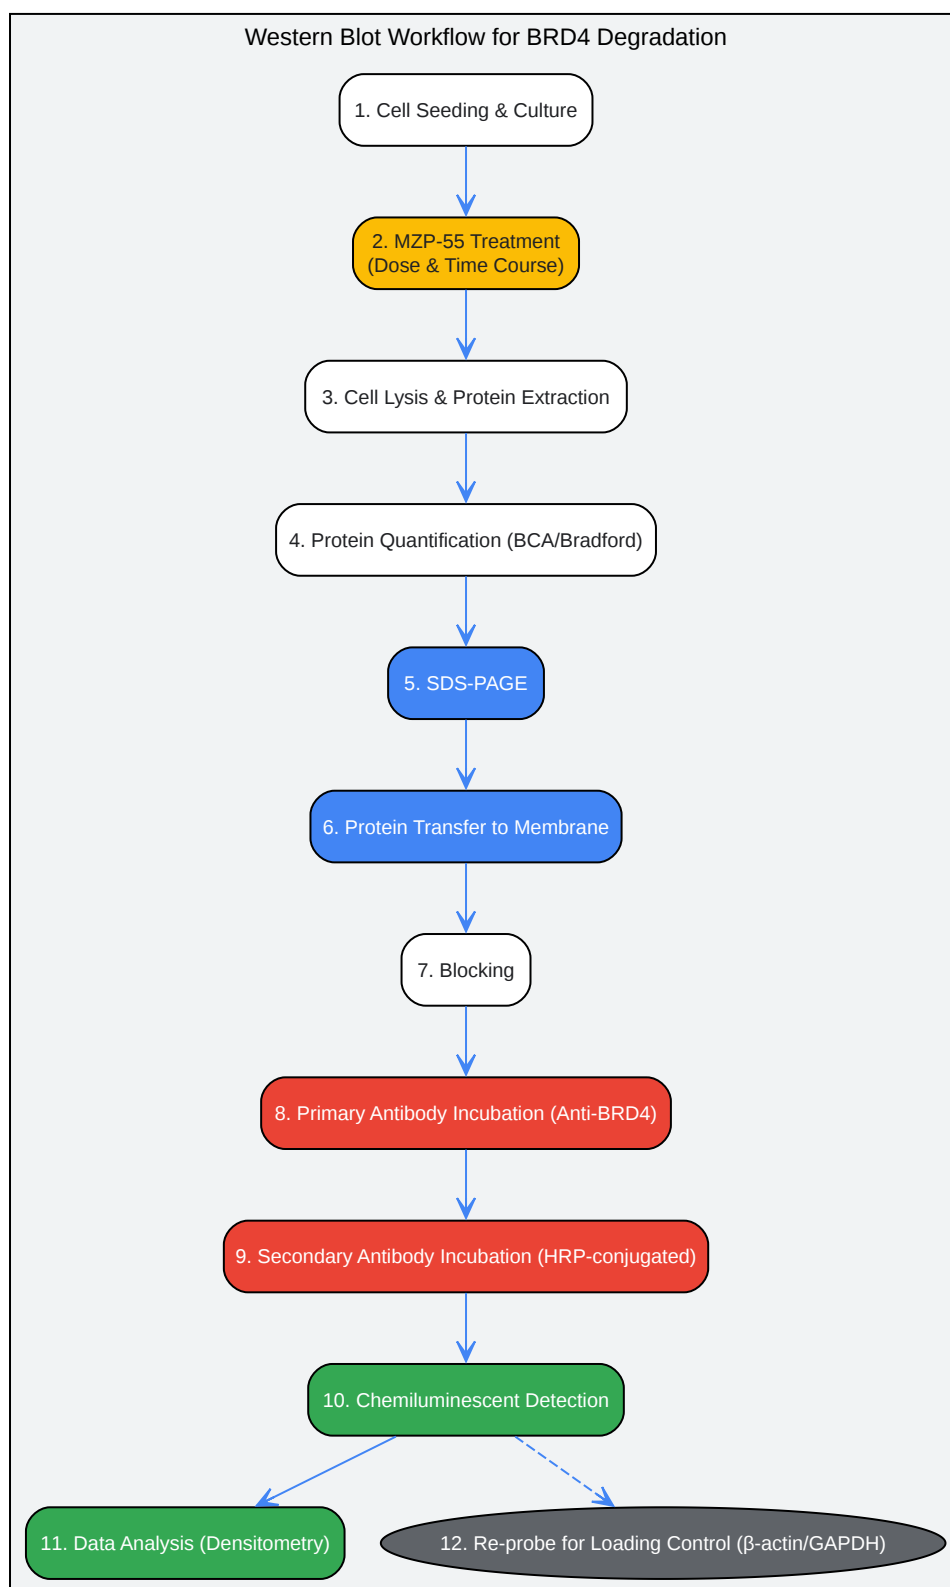 Western Blot Workflow for BRD4 Degradation
1. Cell Seeding & Culture
2. MZP-55 Treatment
(Dose & Time Course)
3. Cell Lysis & Protein Extraction
4. Protein Quantification (BCA/Bradford)
5. SDS-PAGE
6. Protein Transfer to Membrane
7. Blocking
8. Primary Antibody Incubation (Anti-BRD4)
9. Secondary Antibody Incubation (HRP-conjugated)
10. Chemiluminescent Detection
11. Data Analysis (Densitometry)
12. Re-probe for Loading Control (β-actin/GAPDH)